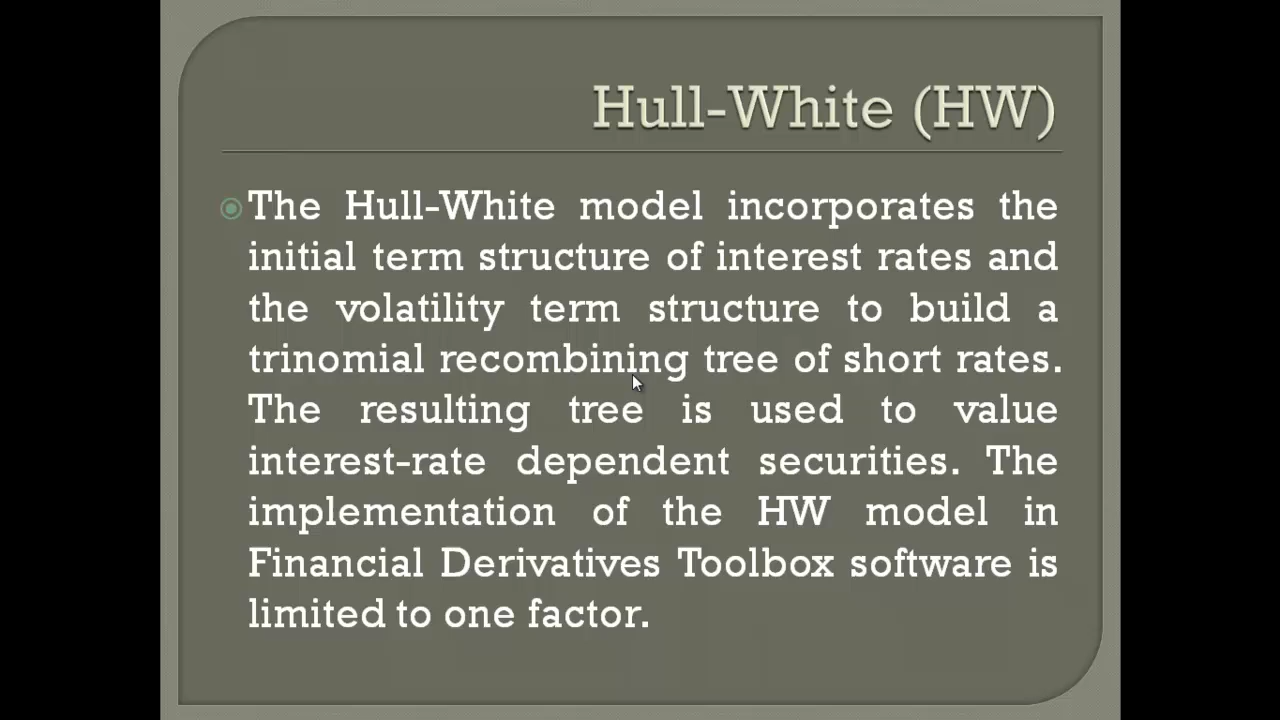 Hull-White (HW)
The Hull-White model incorporates the
initial term structure of interest rates and
the volatility term structure to build a
trinomial recombining tree of short rates.
The resulting tree is used to value
interest-rate dependent securities. The
implementation of the HW model in
Financial Derivatives Toolbox software is
limited to one factor.